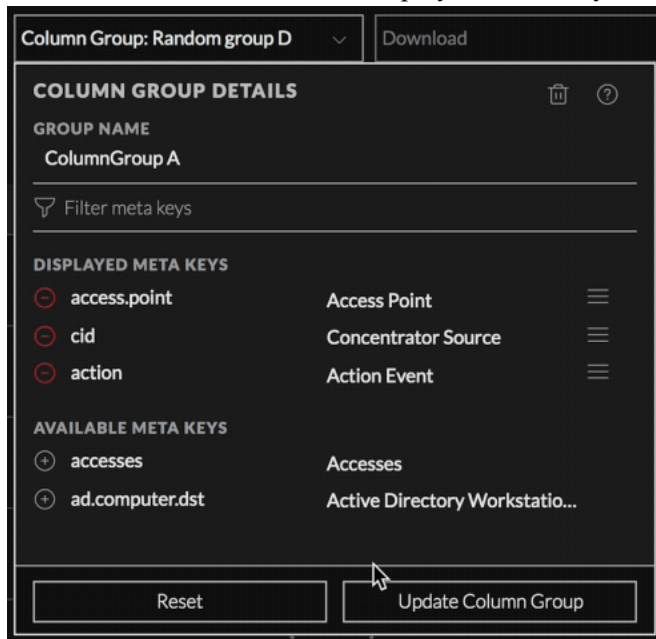 Column Group: Random group D Download
COLUMN GROUP DETAILS
GROUP NAME
ColumnGroup A
Filter meta keys
DISPLAYED META KEYS
access.point Access Point
cid Concentrator Source
action Action Event
AVAILABLE META KEYS
accesses Accesses
ad.computer.dst Active Directory Workstatio...
Reset Update Column Group